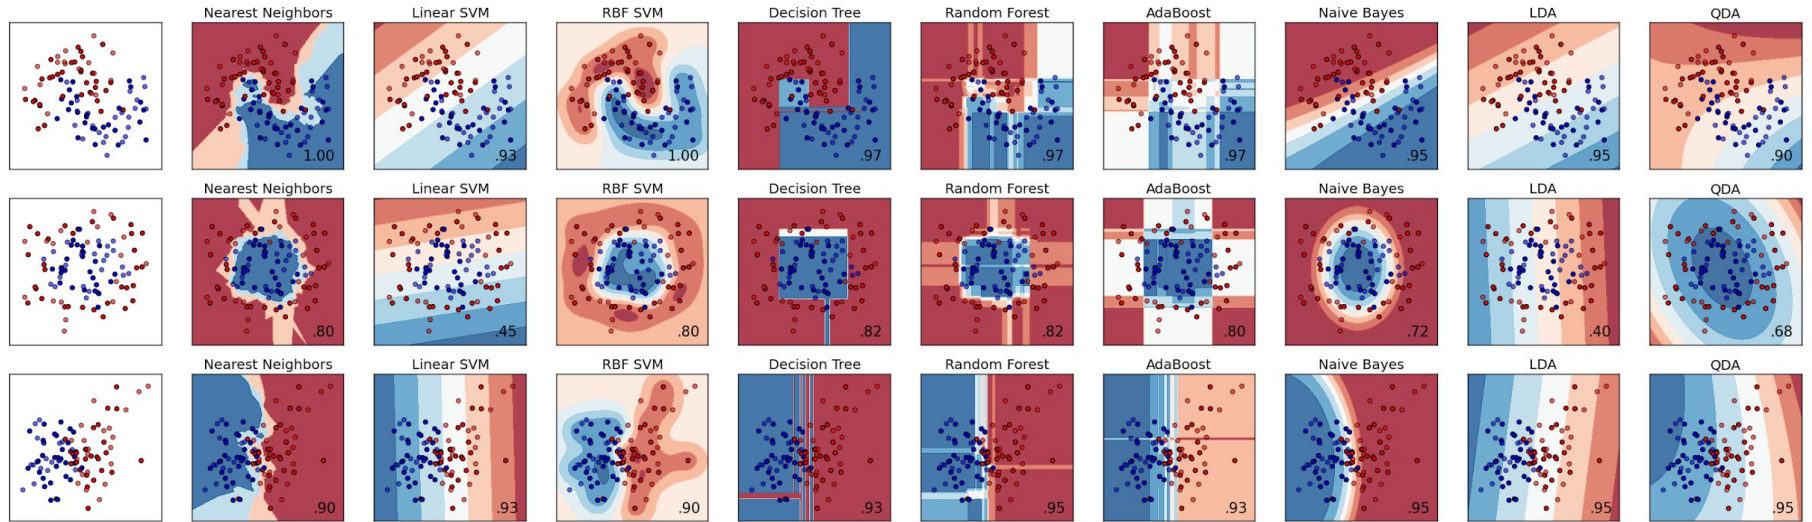 Nearest Neighbors Linear SVM RBF SVM Decision Tree Random Forest AdaBoost Naive Bayes LDA QDA
1.00 .93 1.00 .97 .97 .97 .95 .95 .90
Nearest Neighbors Linear SVM RBF SVM Decision Tree Random Forest AdaBoost Naive Bayes LDA QDA
.80 .45 .80 .82 .82 .80 .72 .40 .68
Nearest Neighbors Linear SVM RBF SVM Decision Tree Random Forest AdaBoost Naive Bayes LDA QDA
.90 .93 .90 .93 .95 .93 .95 .95 .95